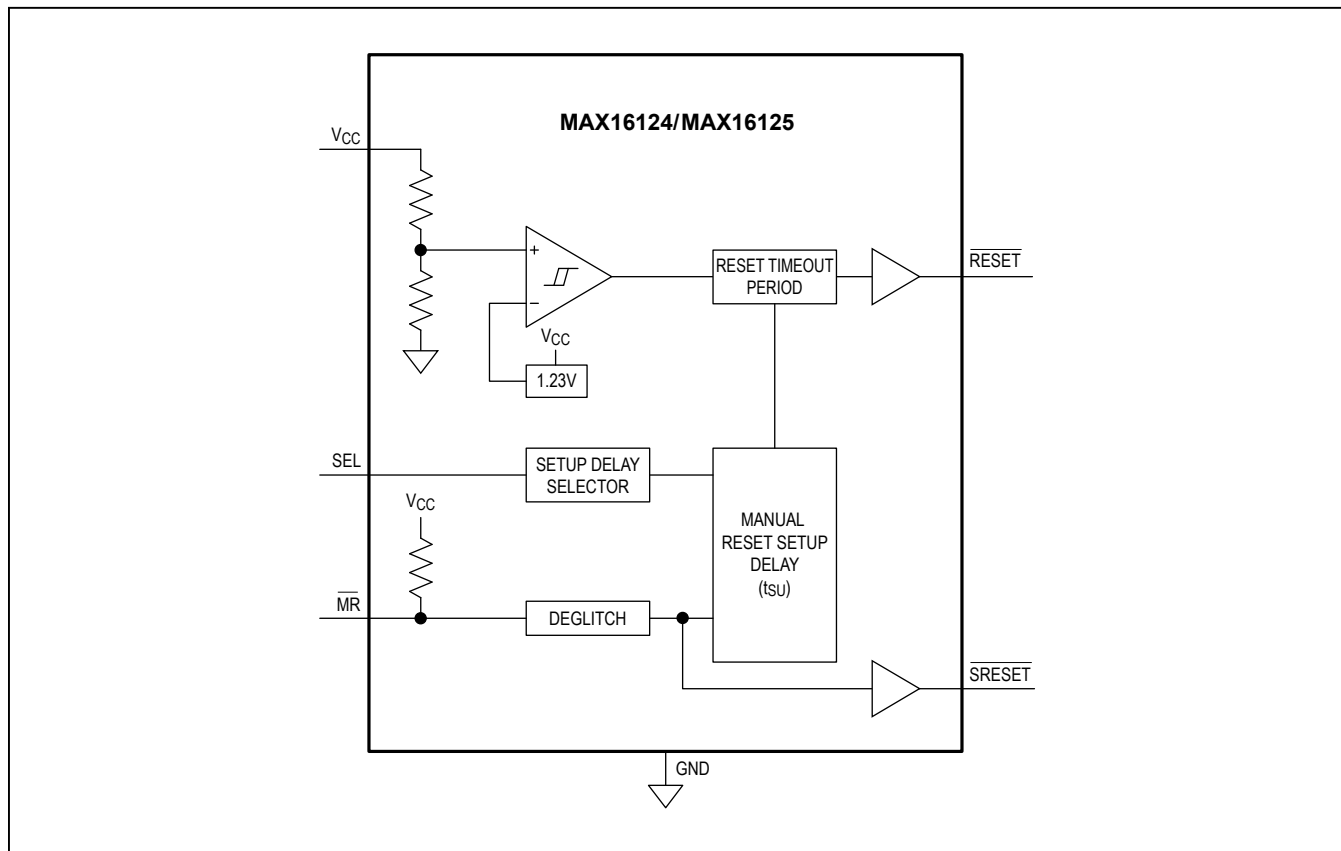 MAX16124/MAX16125
VCC
RESET TIMEOUT
PERIOD
RESET
+
−
VCC
1.23V
SEL
SETUP DELAY
SELECTOR
VCC
MANUAL
RESET SETUP
DELAY
(tSU)
MR
DEGLITCH
SRESET
GND